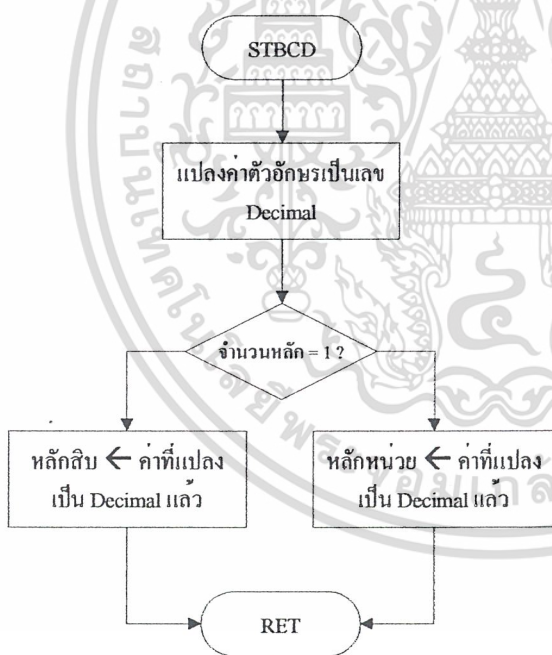 STBCD
แปลงค่าตัวอักษรเป็นเลข
Decimal
จำนวนหลัก = 1 ?
หลักสิบ ← ค่าที่แปลง
เป็น Decimal แล้ว
หลักหน่วย ← ค่าที่แปลง
เป็น Decimal แล้ว
RET